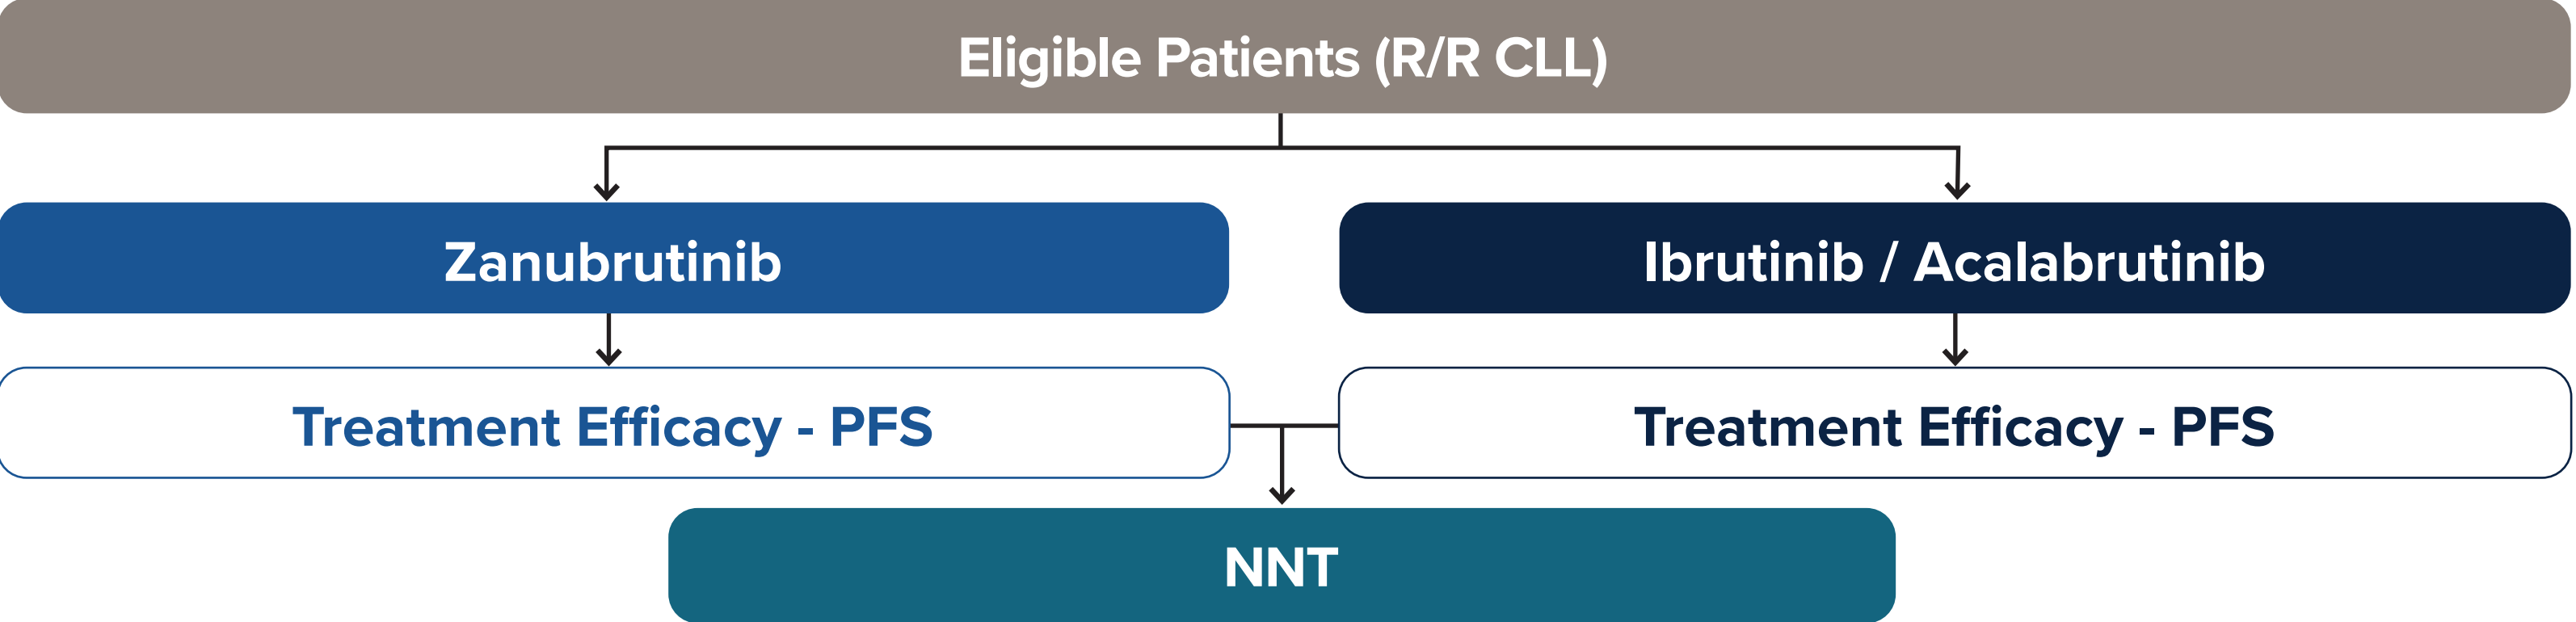 Eligible Patients (R/R CLL)
Zanubrutinib
Ibrutinib / Acalabrutinib
Treatment Efficacy - PFS
Treatment Efficacy - PFS
NNT